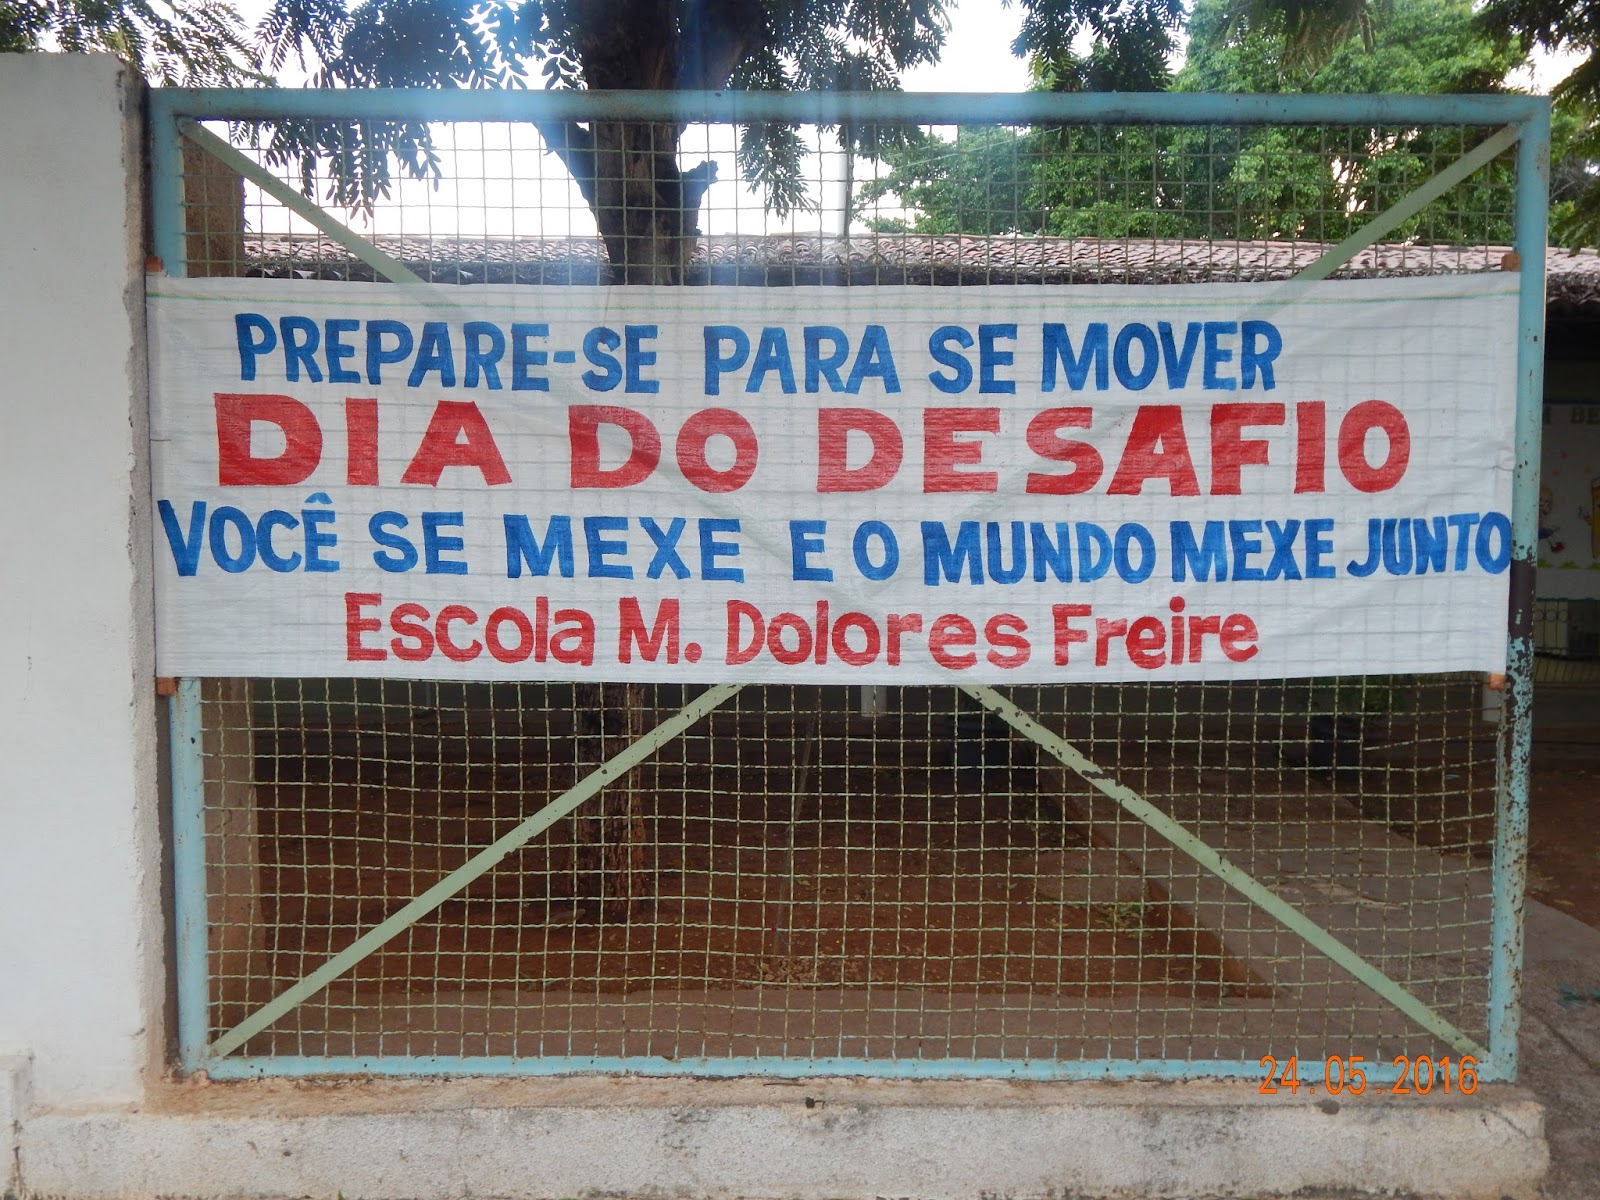 PREPARE-SE PARA SE MOVER
DIA DO DESAFIO
VOCÊ SE MEXE E O MUNDO MEXE JUNTO
Escola M. Dolores Freire
24.05.2016